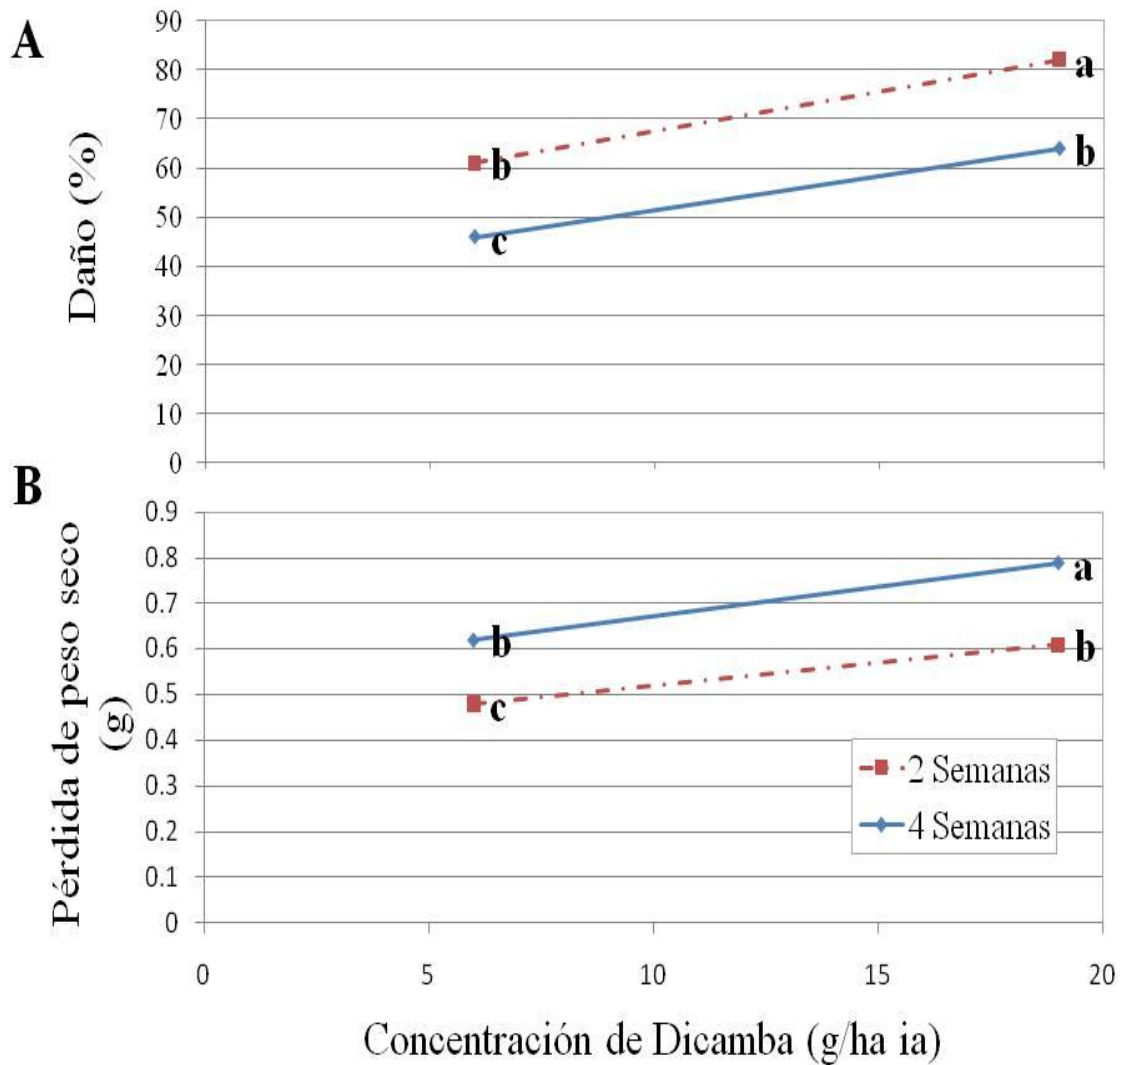 A
Daño (%)
90
80
70
60
50
40
30
20
10
0
a
b
b
c
B
Pérdida de peso seco
(g)
0.9
0.8
0.7
0.6
0.5
0.4
0.3
0.2
0.1
0
a
b
b
c
2 Semanas
4 Semanas
0 5 10 15 20
Concentración de Dicamba (g/ha ia)